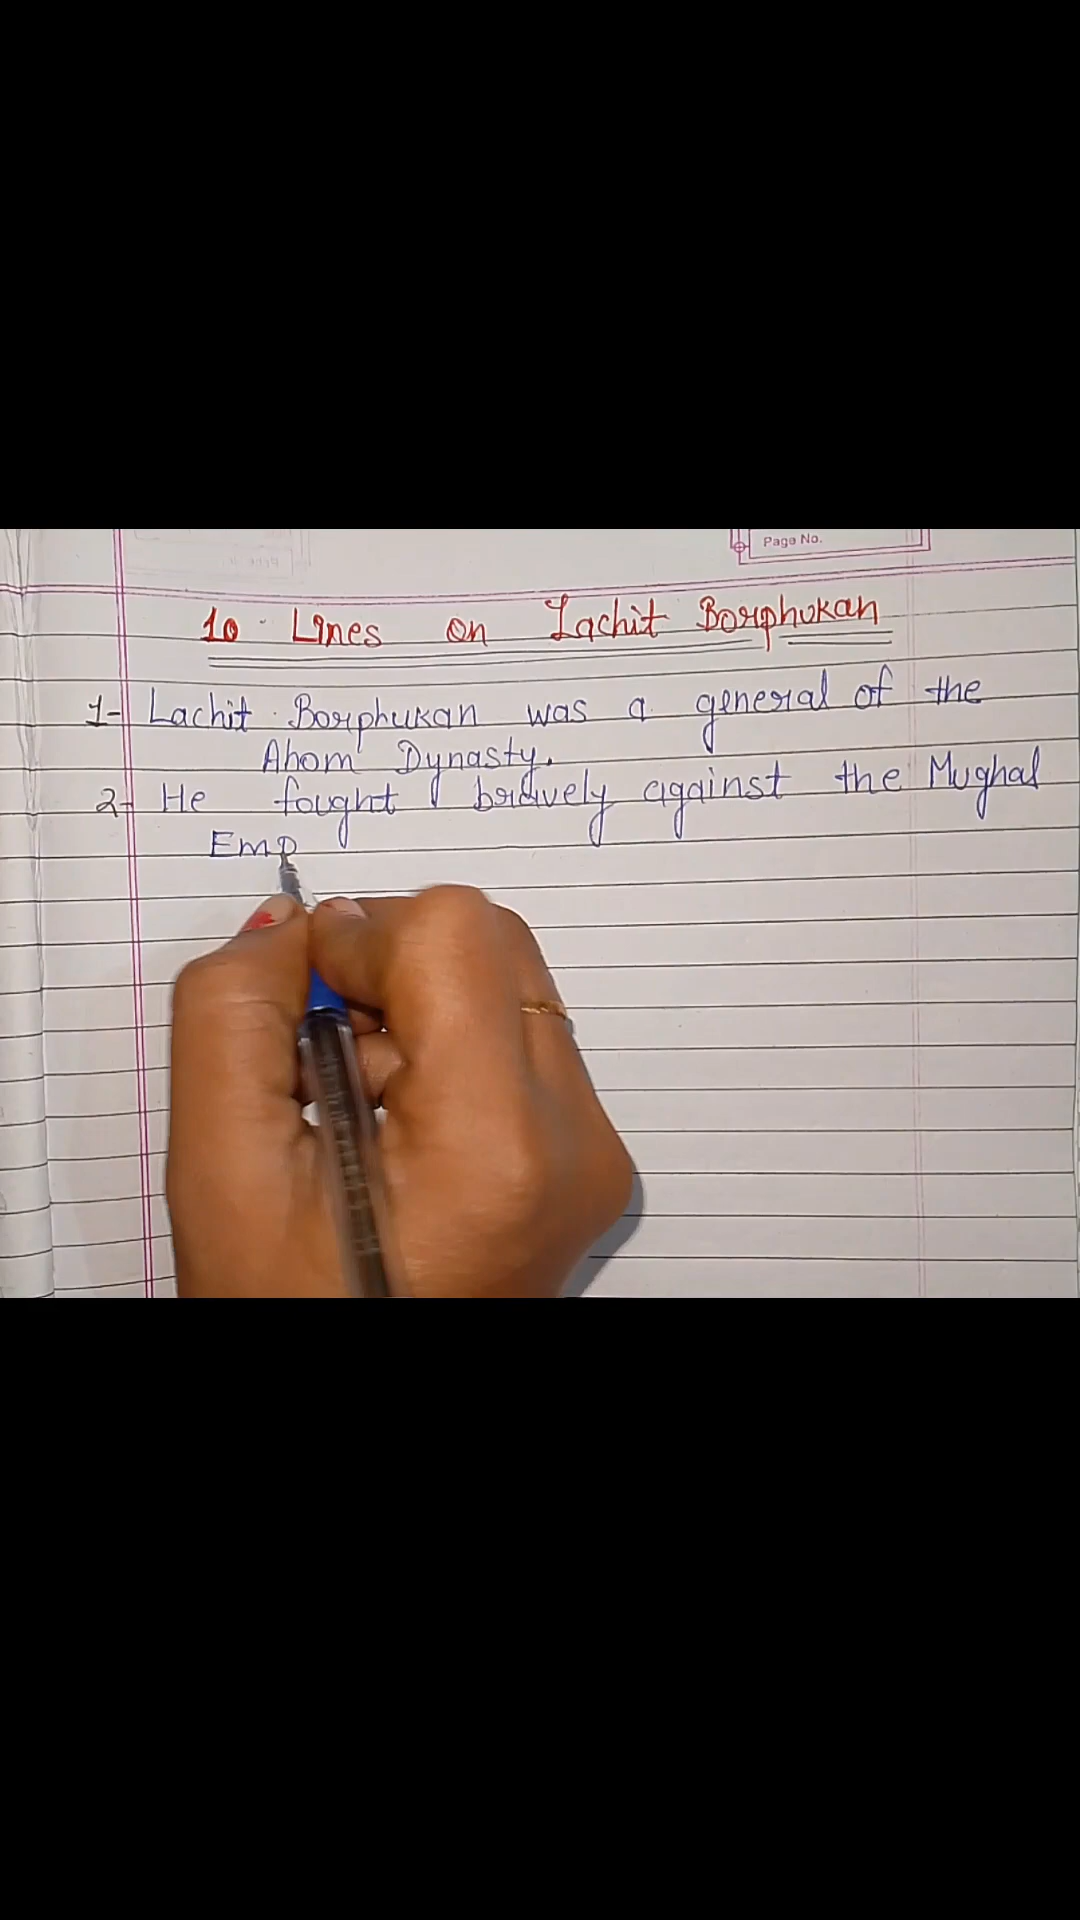 Page No.
10 Lines on Lachit Borphukan
1- Lachit Borphukan was a general of the
Ahom Dynasty.
2- He fought bravely against the Mughal
Emp